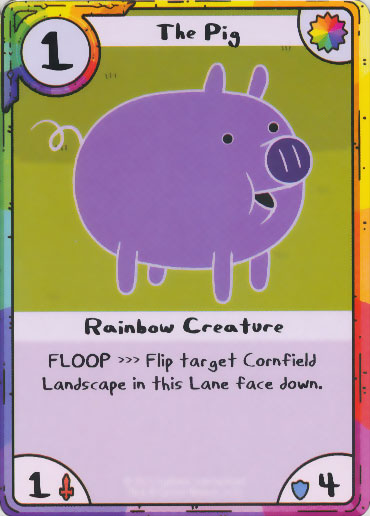 1
The Pig
Rainbow Creature
FLOOP >>> Flip target Cornfield
Landscape in this Lane face down.
1
4